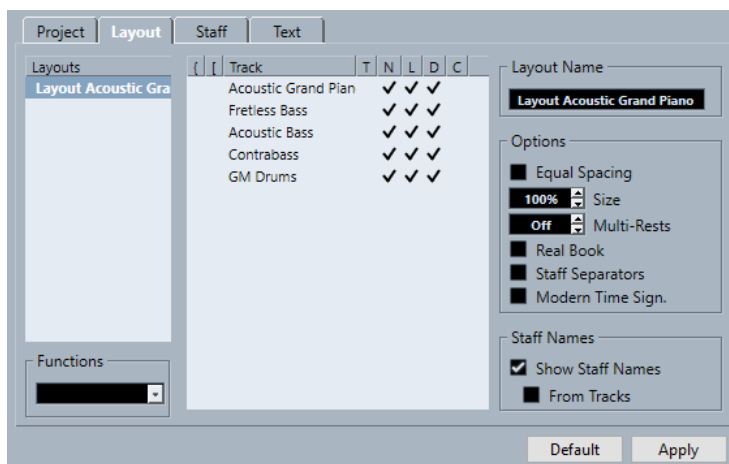 Project Layout Staff Text
Layouts
Layout Acoustic Gra
{ [ Track T N L D C
Acoustic Grand Pian
Fretless Bass
Acoustic Bass
Contrabass
GM Drums
Functions
Layout Name
Layout Acoustic Grand Piano
Options
Equal Spacing
100% Size
Off Multi-Rests
Real Book
Staff Separators
Modern Time Sign.
Staff Names
Show Staff Names
From Tracks
Default Apply